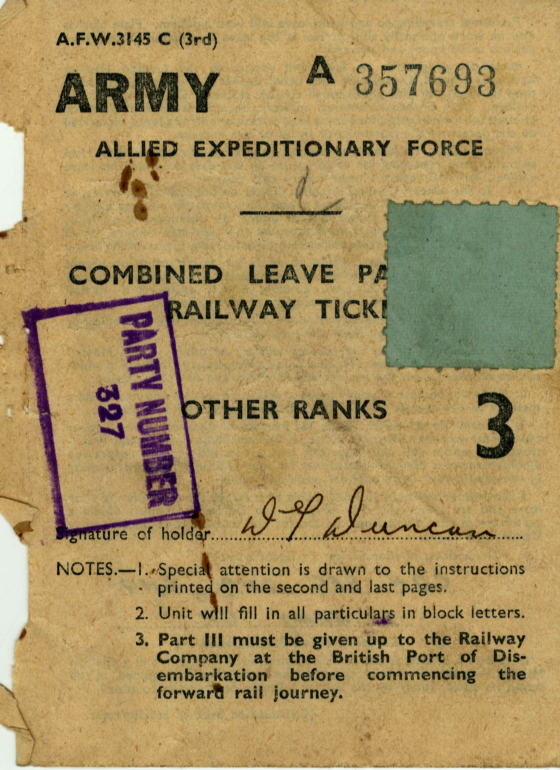 A.F.W.3145 C (3rd)
ARMY A 357693
ALLIED EXPEDITIONARY FORCE
COMBINED LEAVE
RAILWAY
PARTY NUMBER
327
OTHER RANKS 3
Signature of holder D Duncan
NOTES.—1. Special attention is drawn to the instructions
printed on the second and last pages.
2. Unit will fill in all particulars in block letters.
3. Part III must be given up to the Railway
Company at the British Port of Dis-
embarkation before commencing the
forward rail journey.